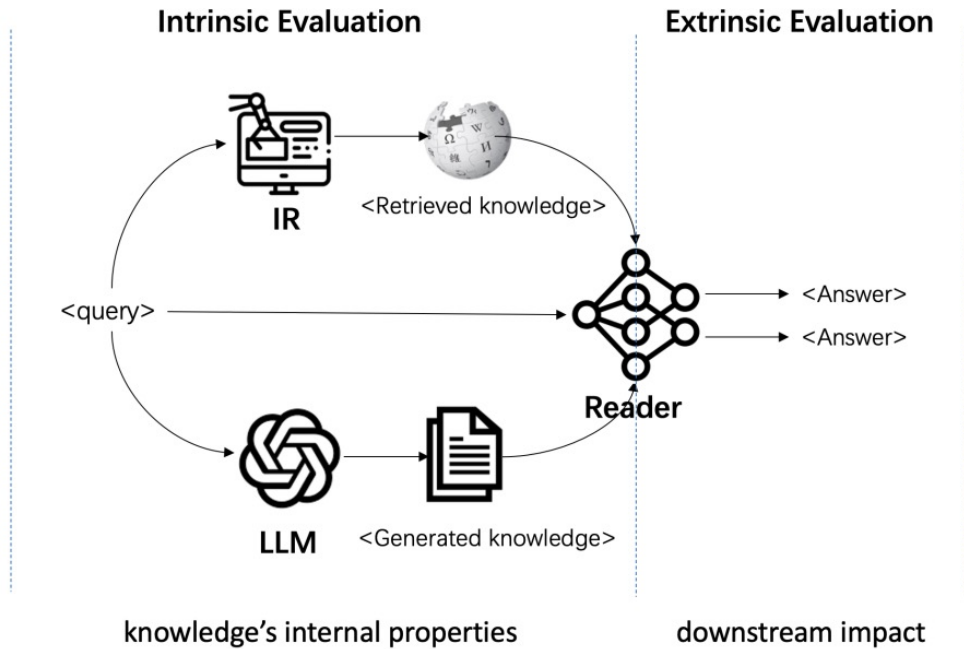 Intrinsic Evaluation
Extrinsic Evaluation
IR
<Retrieved knowledge>
<query>
<Answer>
<Answer>
Reader
LLM
<Generated knowledge>
knowledge’s internal properties
downstream impact